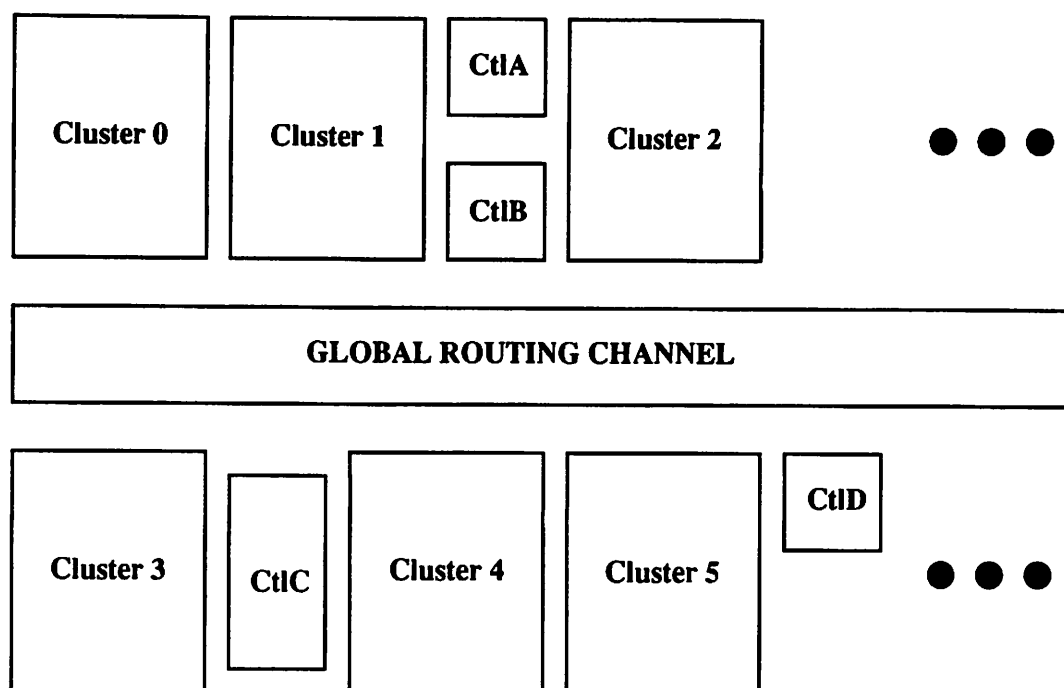 Cluster 0
Cluster 1
CtlA
CtlB
Cluster 2
GLOBAL ROUTING CHANNEL
Cluster 3
CtlC
Cluster 4
Cluster 5
CtlD